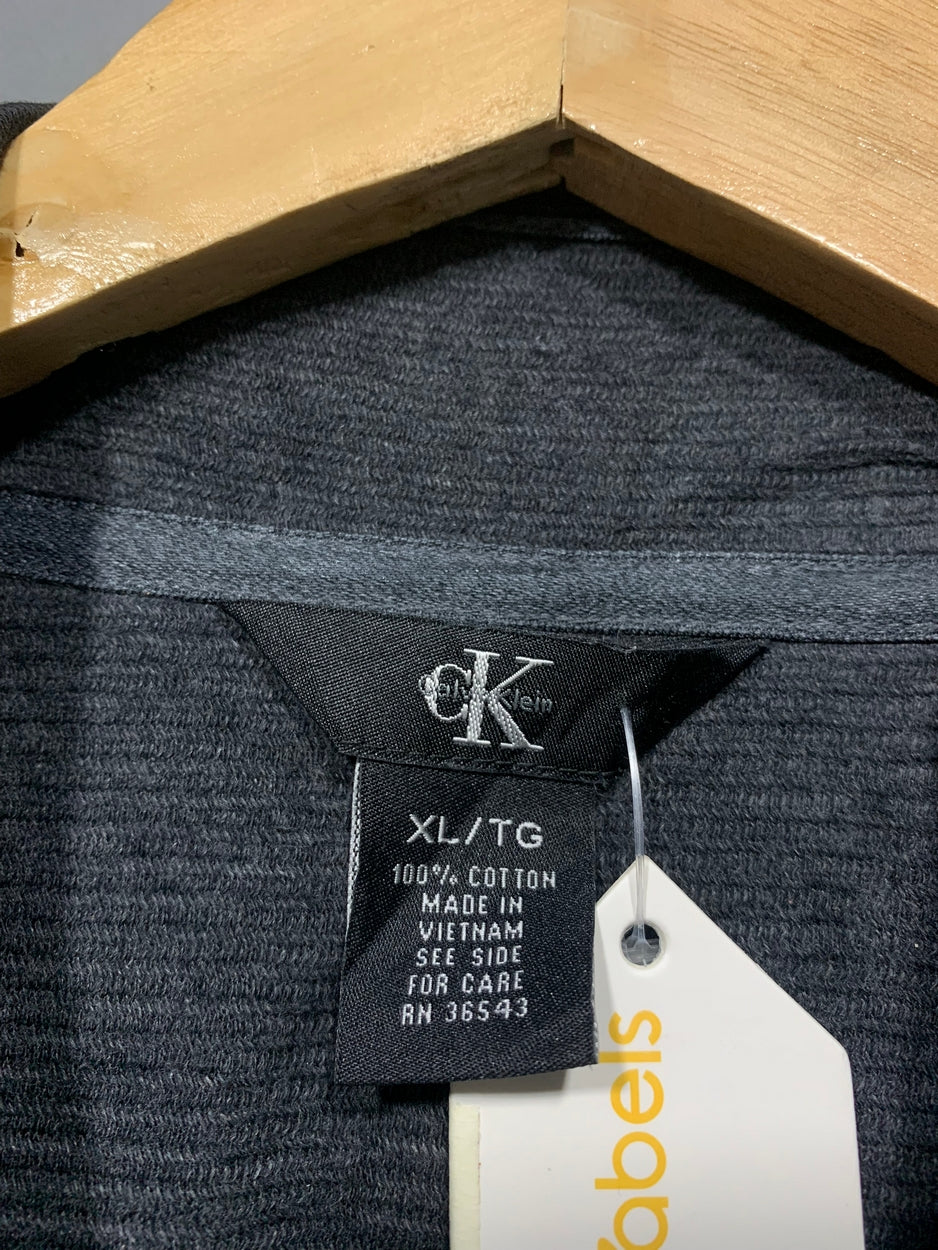 CK
Calvin Klein
XL/TG
100% COTTON
MADE IN
VIETNAM
SEE SIDE
FOR CARE
RN 36543
abels